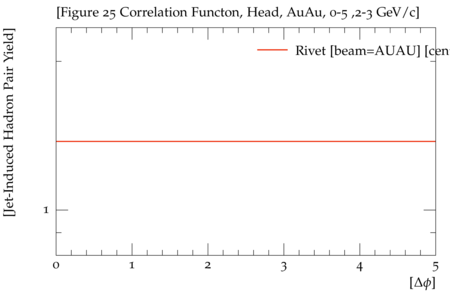 [Figure 25 Correlation Functon, Head, AuAu, 0-5 ,2-3 GeV/c]
Rivet [beam=AUAU] [cen
[Jet-Induced Hadron Pair Yield]
1
0 1 2 3 4 5
[Δϕ]